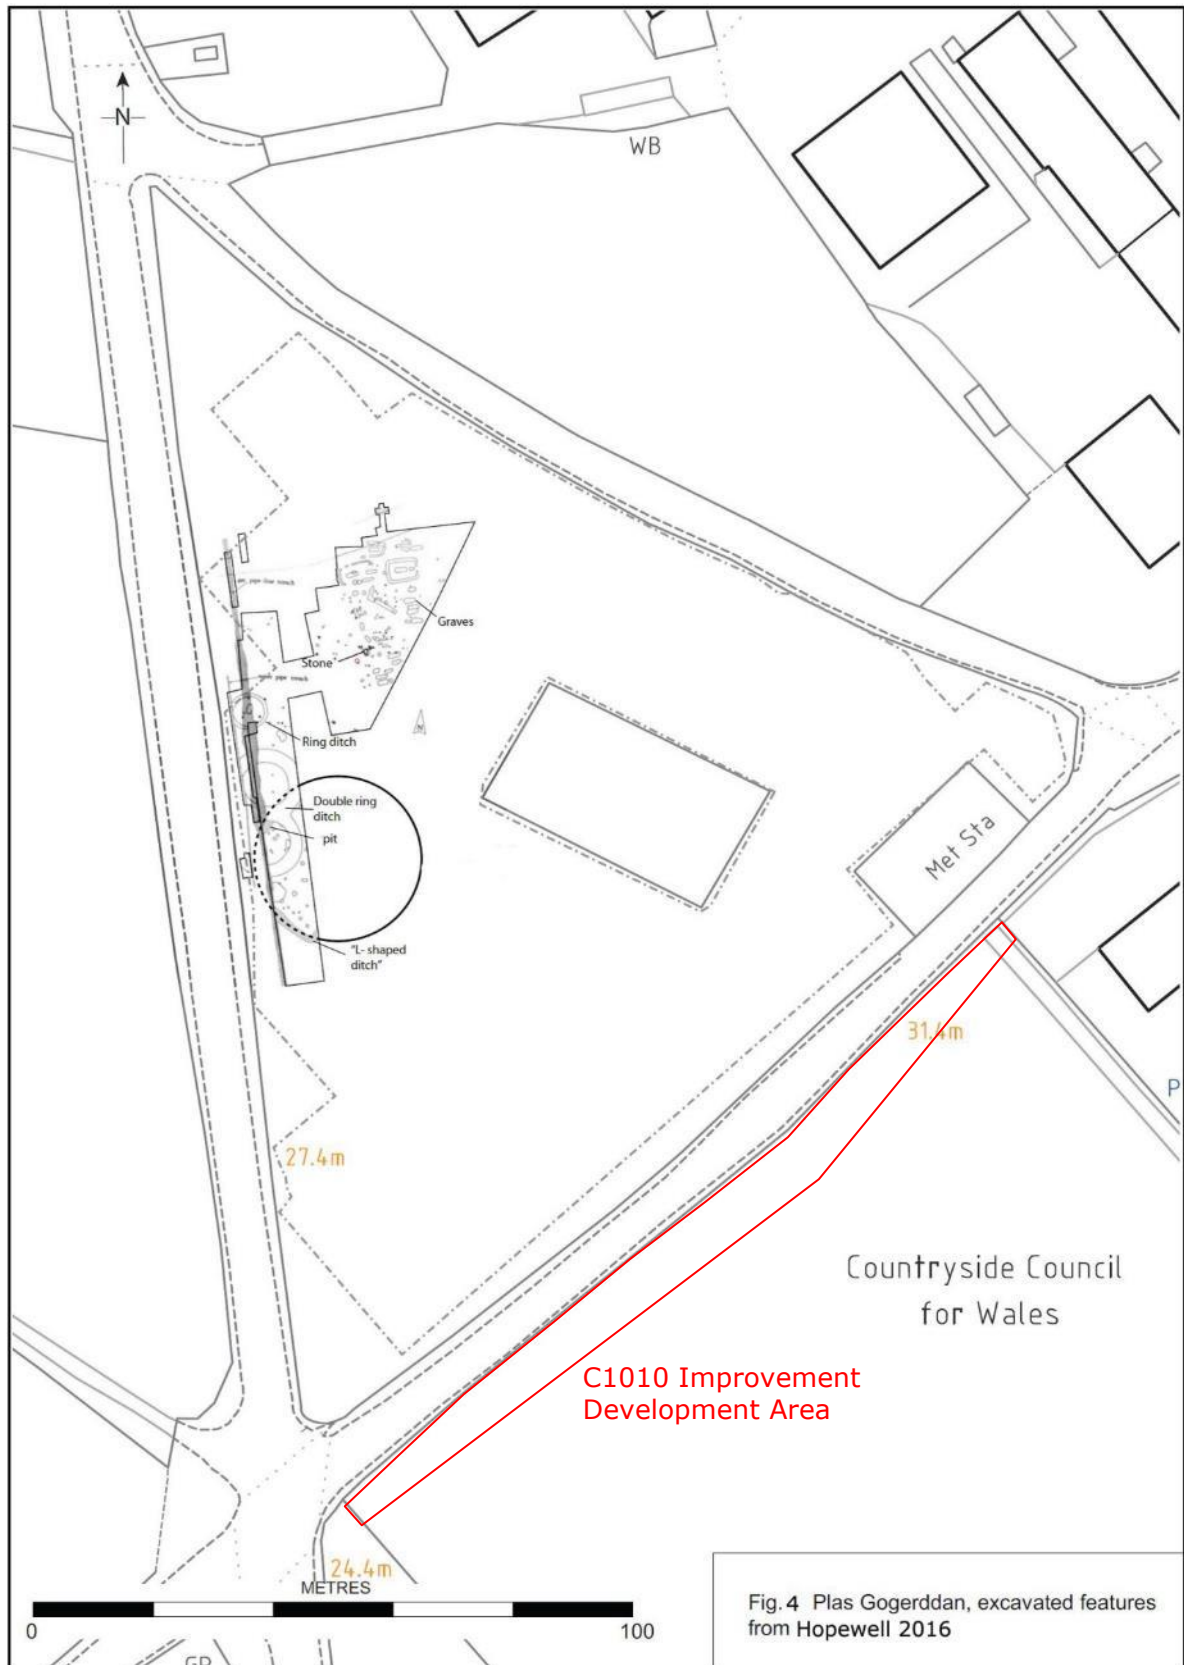 N
WB
Graves
Stone
Ring ditch
Double ring
ditch
pit
Met Sta
"L- shaped
ditch"
31.4m
P
27.4m
Countryside Council
for Wales
C1010 Improvement
Development Area
24.4m
METRES
0
100
Fig. 4 Plas Gogerddan, excavated features
from Hopewell 2016